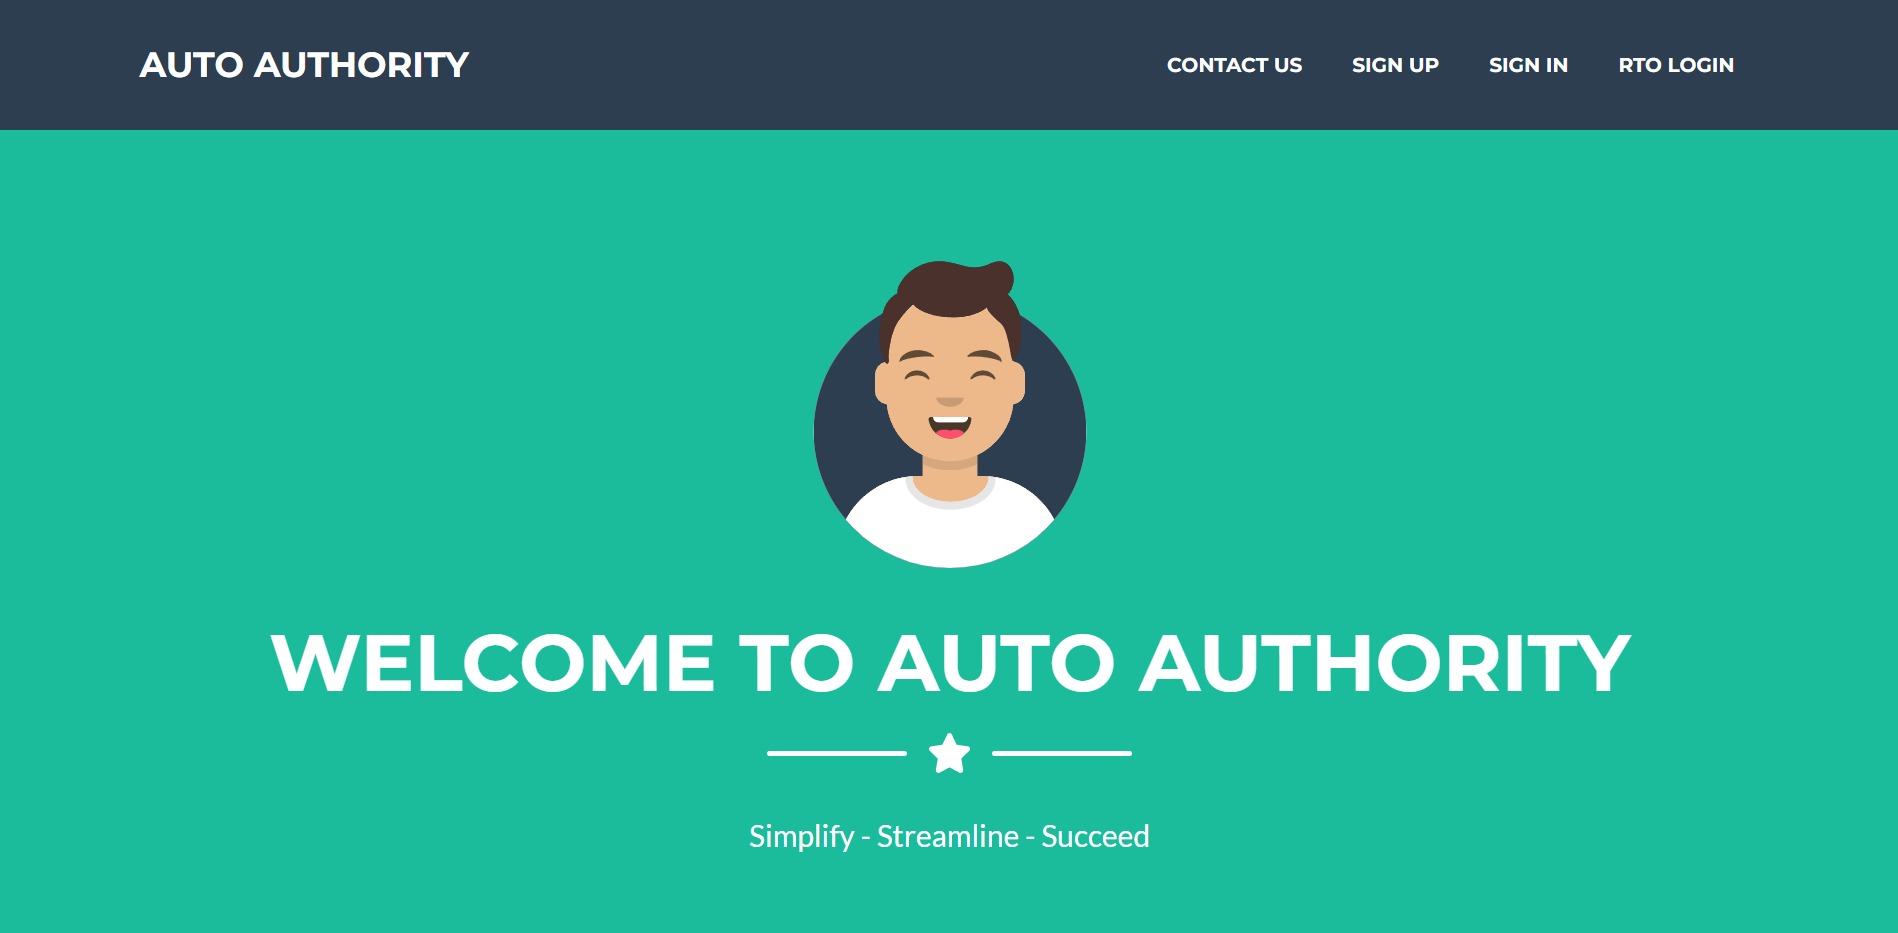 AUTO AUTHORITY
CONTACT US SIGN UP SIGN IN RTO LOGIN
WELCOME TO AUTO AUTHORITY
Simplify - Streamline - Succeed